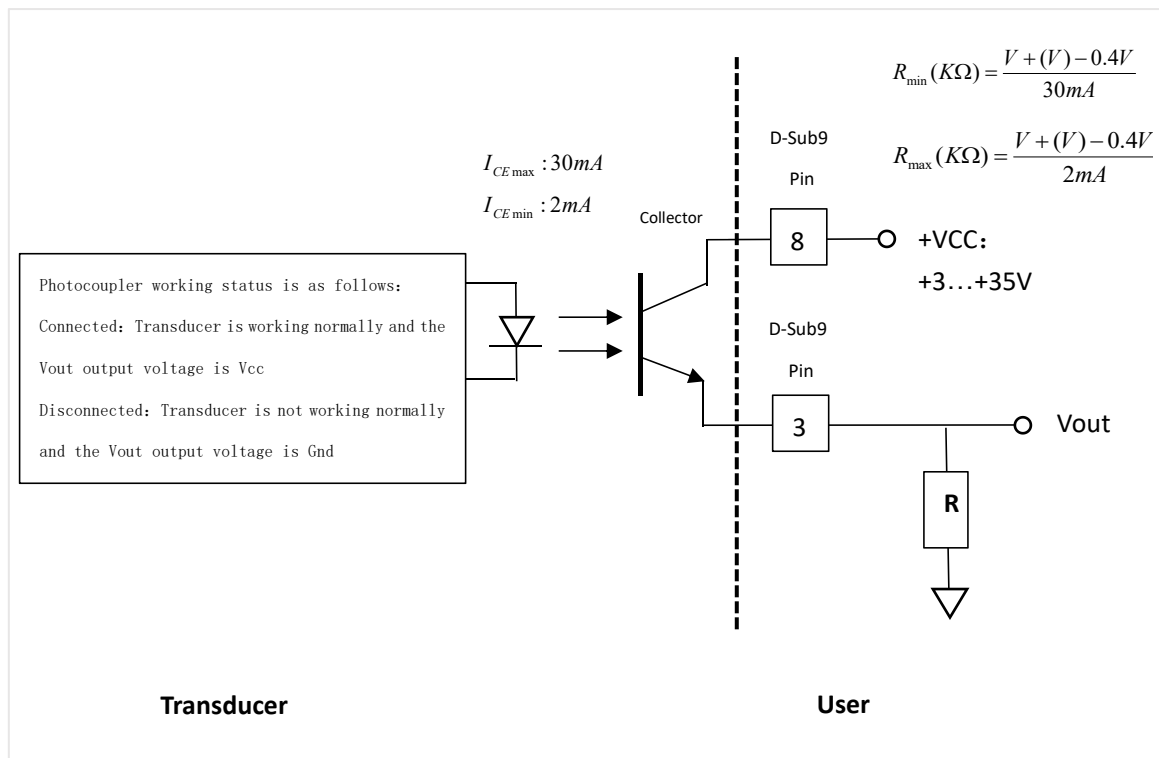 R_min(KΩ) = (V + (V) − 0.4V) / 30mA
R_max(KΩ) = (V + (V) − 0.4V) / 2mA
I_CEmax : 30mA
I_CEmin : 2mA
D-Sub9
Pin
Collector
8
+VCC：
+3…+35V
Photocoupler working status is as follows：
Connected：Transducer is working normally and the
Vout output voltage is Vcc
Disconnected：Transducer is not working normally
and the Vout output voltage is Gnd
D-Sub9
Pin
3
Vout
R
Transducer
User